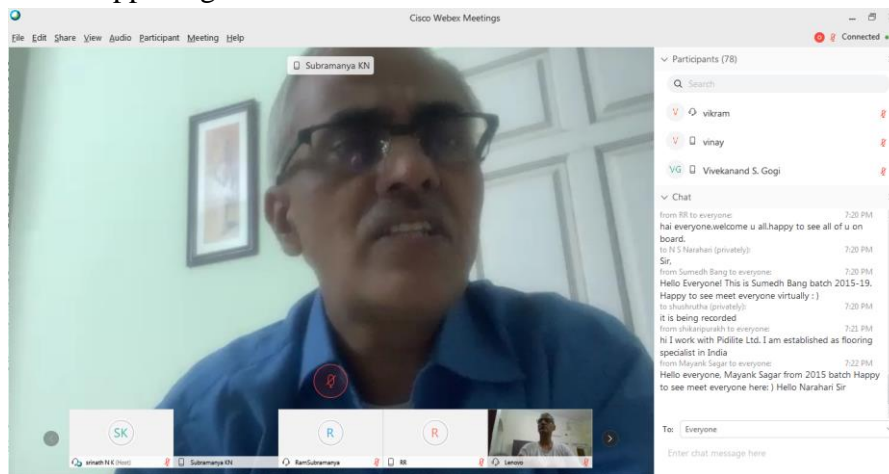 Cisco Webex Meetings
File Edit Share View Audio Participant Meeting Help
Connected
Subramanya KN
Participants (78)
Search
V vikram
V vinay
VG Vivekanand S. Gogi
Chat
from RR to everyone: 7:20 PM
hai everyone.welcome u all.happy to see all of u on
board.
to N S Narahari (privately): 7:20 PM
Sir,
from Sumedh Bang to everyone: 7:20 PM
Hello Everyone! This is Sumedh Bang batch 2015-19.
Happy to see meet everyone virtually : )
to shushrutha (privately): 7:20 PM
it is being recorded
from shikaripurakh to everyone: 7:21 PM
hi I work with Pidilite Ltd. I am established as flooring
specialist in India
from Mayank Sagar to everyone: 7:22 PM
Hello everyone, Mayank Sagar from 2015 batch Happy
to see meet everyone here: ) Hello Narahari Sir
To: Everyone
Enter chat message here
SK
R
R
srinath N K (Host)
Subramanya KN
RamSubramanya
RR
Lenovo